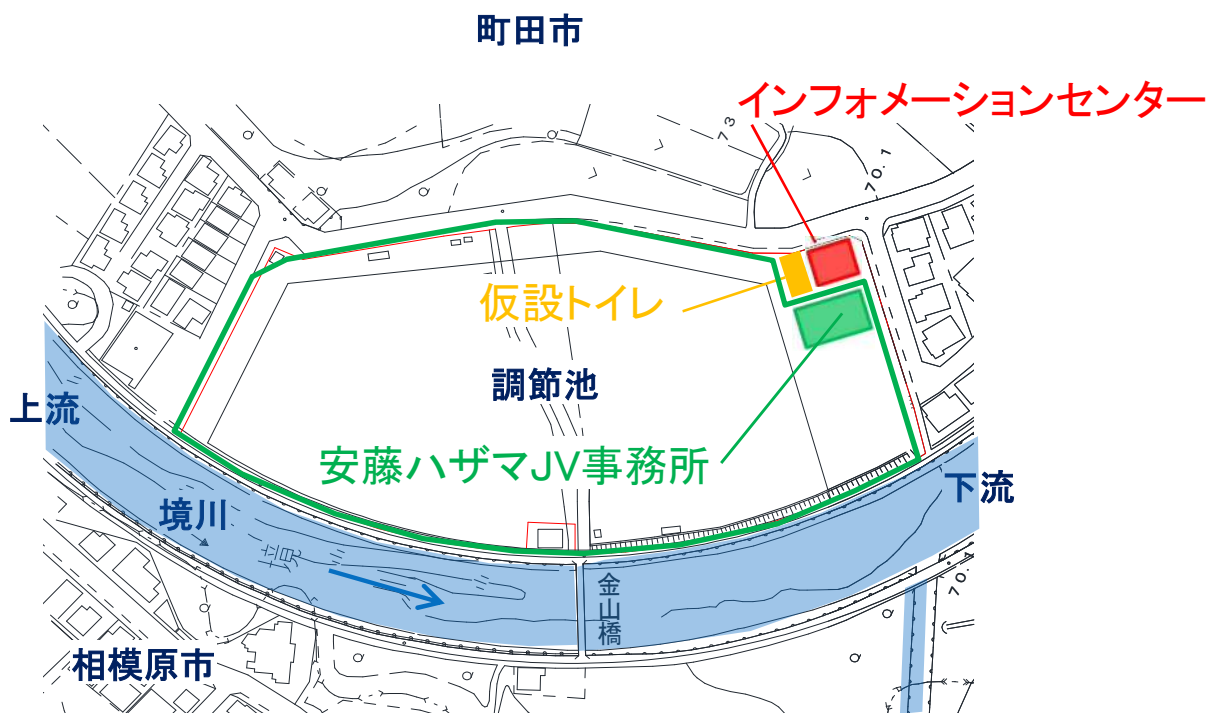 町田市
インフォメーションセンター
73
70.1
仮設トイレ
調節池
上流
安藤ハザマJV事務所
下流
境川
境
金山橋
相模原市